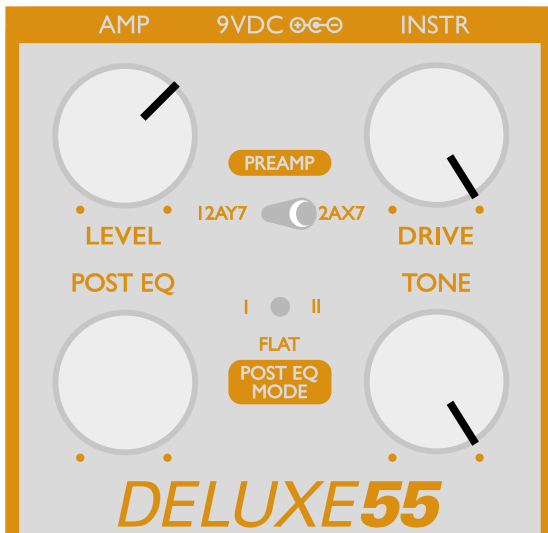 AMP 9VDC INSTR
PREAMP
12AY7 2AX7
LEVEL DRIVE
POST EQ TONE
I II
FLAT
POST EQ
MODE
DELUXE55